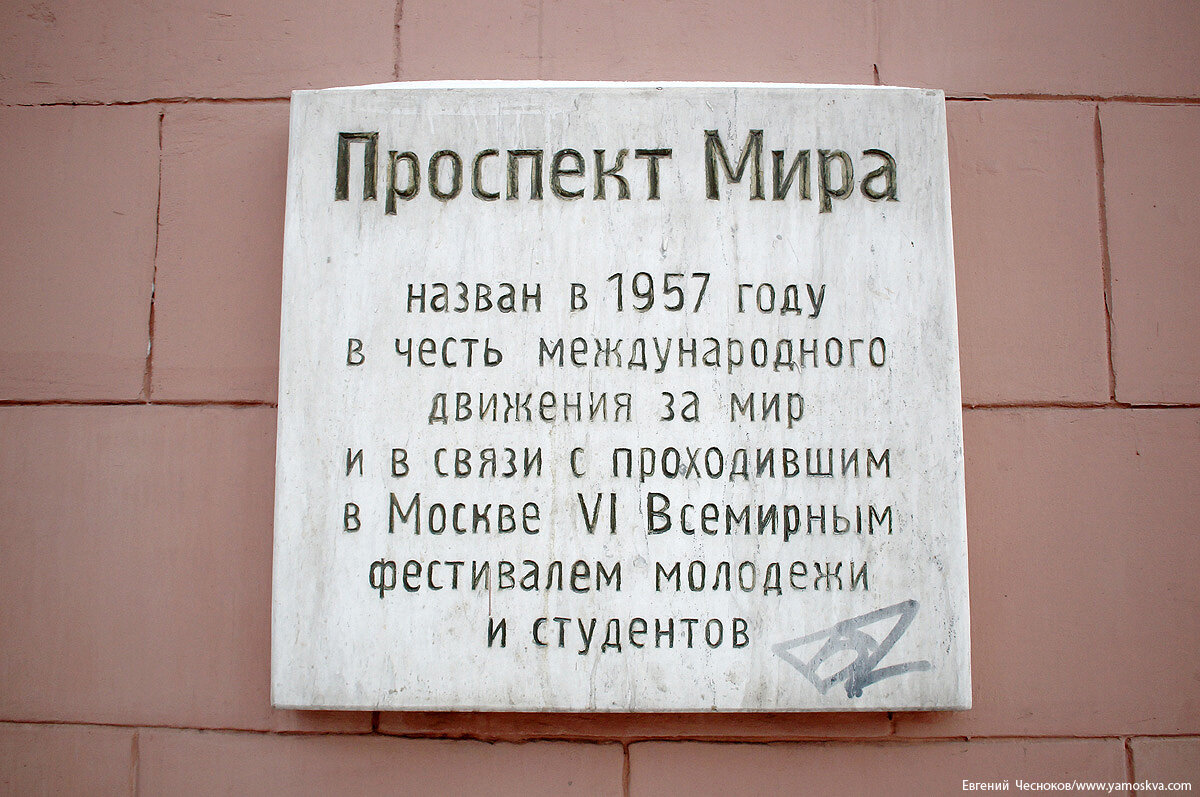 Проспект Мира
назван в 1957 году
в честь международного
движения за мир
и в связи с проходившим
в Москве VI Всемирным
фестивалем молодежи
и студентов
Евгений Чесноков/www.yamoskva.com